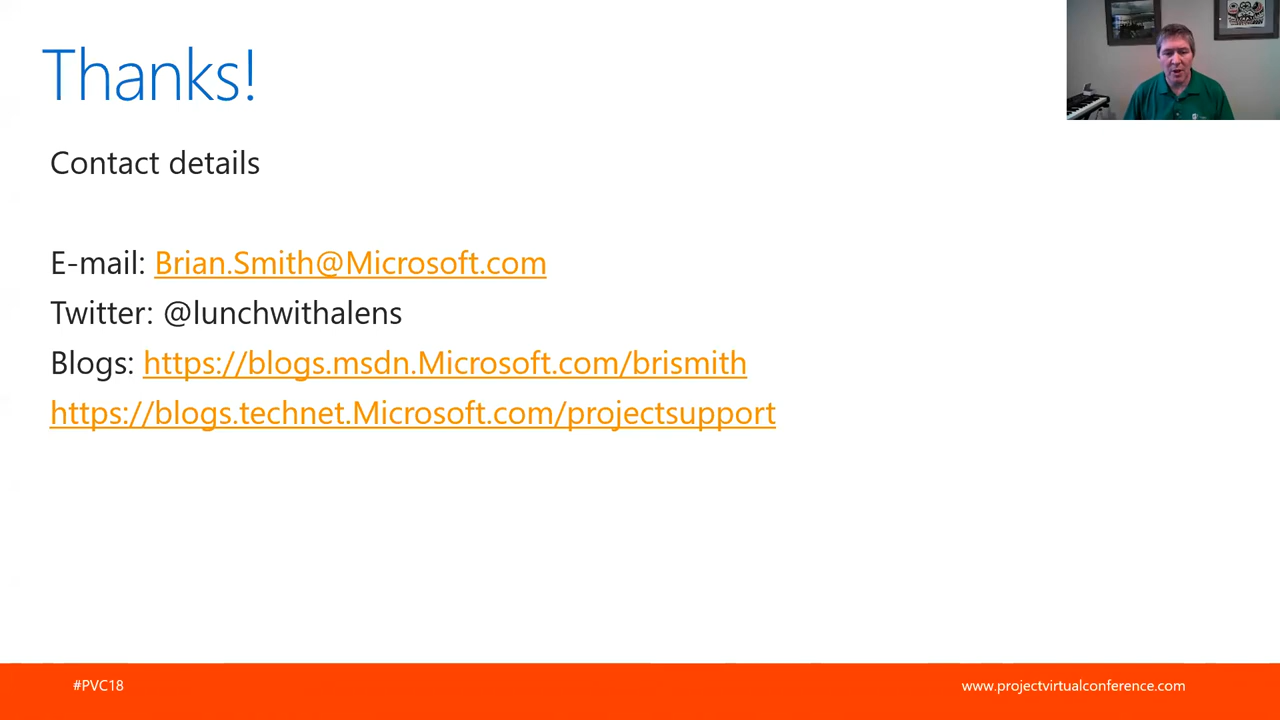 Thanks!
Contact details
E-mail: Brian.Smith@Microsoft.com
Twitter: @lunchwithalens
Blogs: https://blogs.msdn.Microsoft.com/brismith
https://blogs.technet.Microsoft.com/projectsupport
#PVC18
www.projectvirtualconference.com